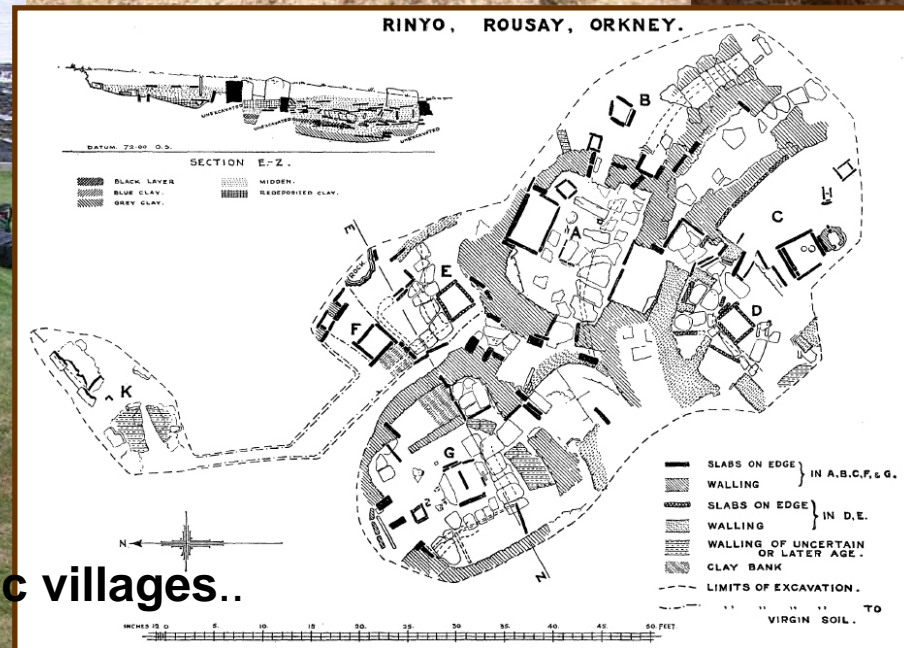 RINYO, ROUSAY, ORKNEY.
UNEXCAVATED
UNEXCAVATED
UNEXCAVATED
DATUM. 72·00 O.S.
SECTION E.-Z.
BLACK LAYER
BLUE CLAY.
GREY CLAY.
MIDDEN.
REDEPOSITED CLAY.
B
A
C
E
ROCK
E
F
D
K
G
2
N
Z
SLABS ON EDGE } IN A,B,C,F, & G.
WALLING
SLABS ON EDGE } IN D,E.
WALLING
WALLING OF UNCERTAIN
OR LATER AGE.
CLAY BANK
LIMITS OF EXCAVATION.
" " " " TO
VIRGIN SOIL.
c villages..
INCHES 12 0 5. 10. 15. 20. 25. 30. 35. 40. 45. 50. FEET.